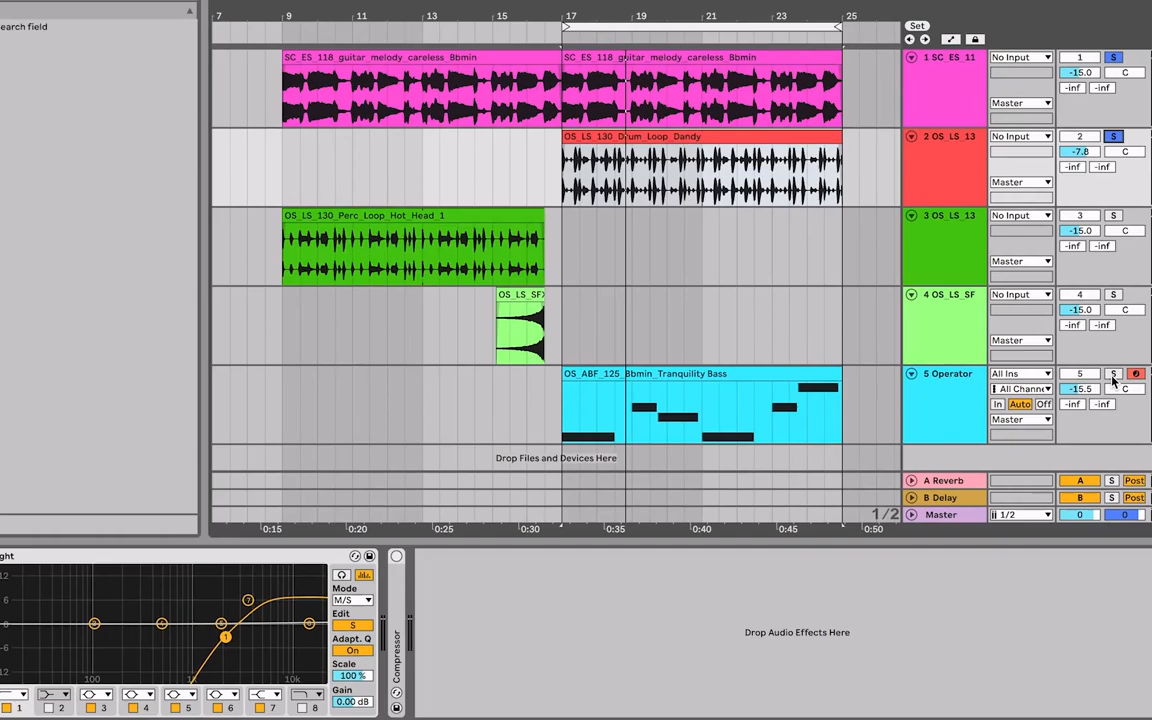 7 9 11 13 15 17 19 21 23 25
earch field
Set
SC_ES_118_guitar_melody_careless_Bbmin
SC_ES_118_guitar_melody_careless_Bbmin
1 SC_ES_11
No Input
1
S
-15.0
C
-inf
-inf
Master
OS_LS_130_Drum_Loop_Dandy
2 OS_LS_13
No Input
2
S
-7.8
C
-inf
-inf
Master
OS_LS_130_Perc_Loop_Hot_Head_1
3 OS_LS_13
No Input
3
S
-15.0
C
-inf
-inf
Master
OS_LS_SF
4 OS_LS_SF
No Input
4
S
-15.0
C
-inf
-inf
Master
OS_ABF_125_Bbmin_Tranquility Bass
5 Operator
All Ins
5
S
All Channe
-15.5
C
In
Auto
Off
-inf
-inf
Master
Drop Files and Devices Here
A Reverb
A
S
Post
B Delay
B
S
Post
Master
1/2
0
0
1/2
0:15 0:20 0:25 0:30 0:35 0:40 0:45 0:50
ght
12
6
0
-6
12
100
1
10k
7
1
Mode
M/S
Edit
S
Adapt. Q
On
Scale
100 %
Gain
0.00 dB
1 2 3 4 5 6 7 8
Compressor
Drop Audio Effects Here